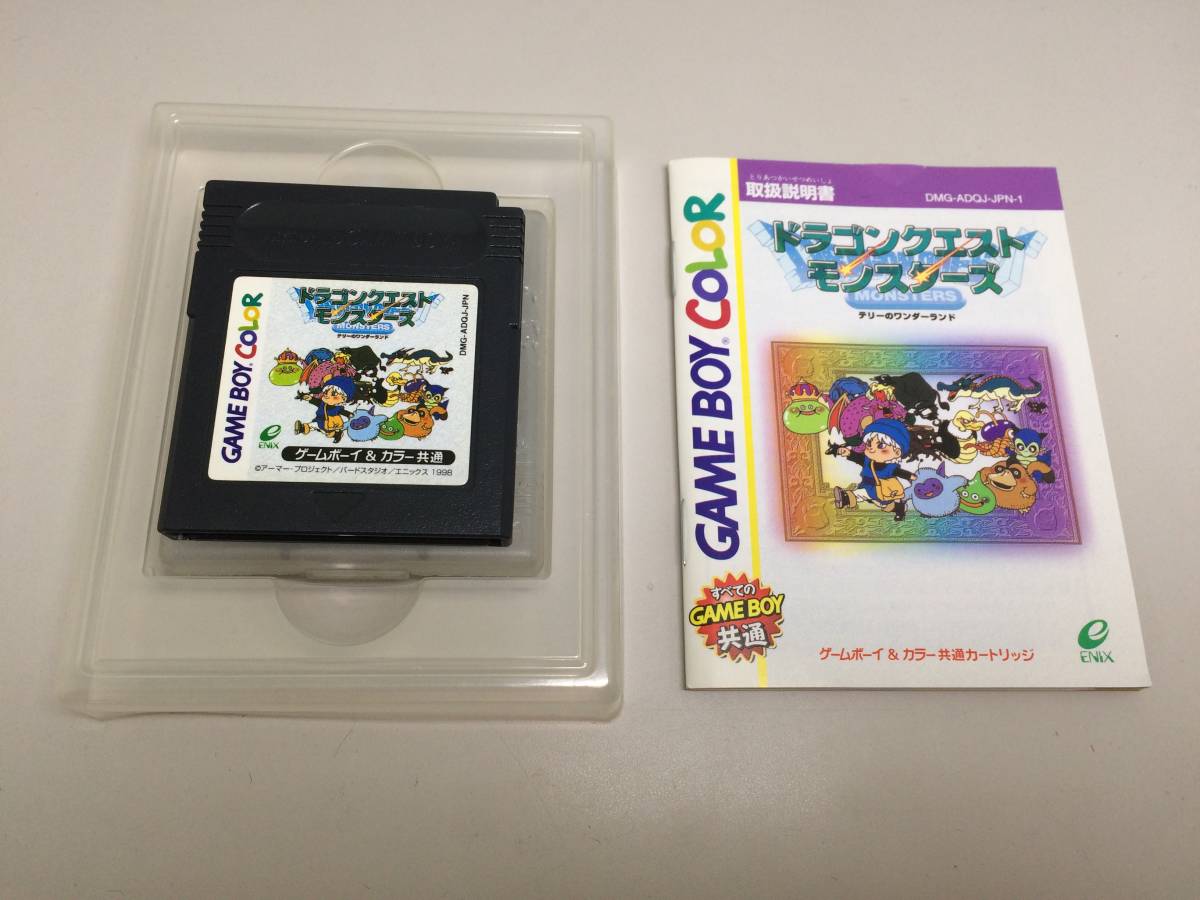 GAME BOY COLOR
ドラゴンクエスト
モンスターズ
MONSTERS
テリーのワンダーランド
DMG-ADQJ-JPN
ENIX
ゲームボーイ & カラー 共通
©アーマー・プロジェクト/バードスタジオ/エニックス 1998
とりあつかいせつめいしょ
取扱説明書
DMG-ADQJ-JPN-1
GAME BOY® COLOR
ドラゴンクエスト
モンスターズ
MONSTERS
テリーのワンダーランド
すべての
GAME BOY
共通
ゲームボーイ & カラー 共通カートリッジ
ENIX